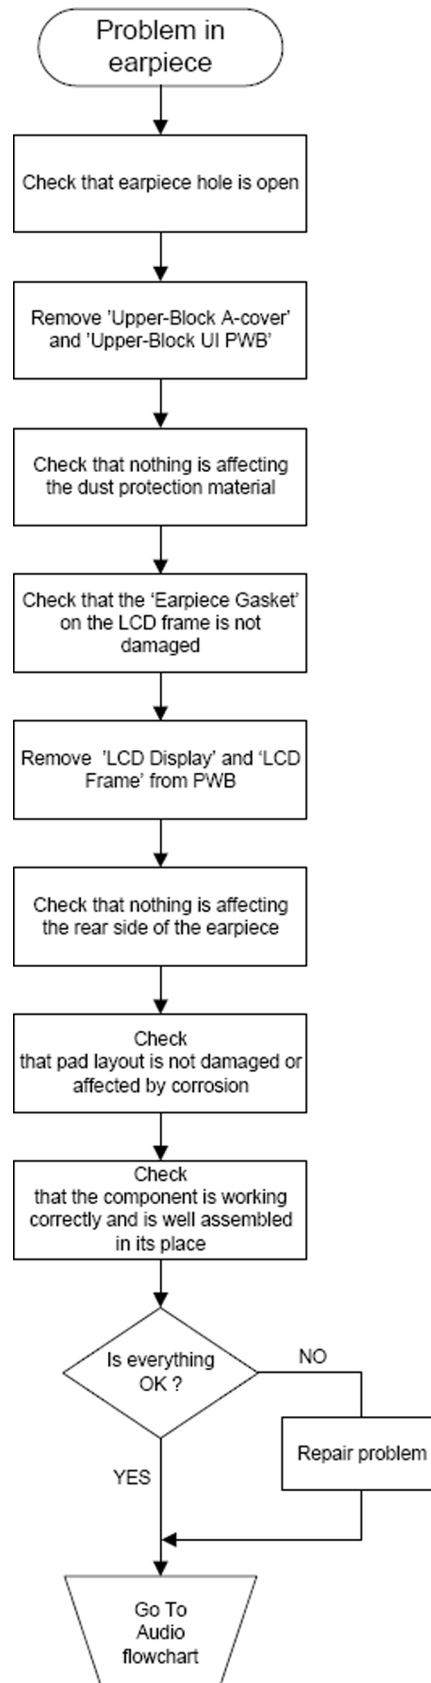 Problem in
earpiece
Check that earpiece hole is open
Remove ’Upper-Block A-cover’
and ’Upper-Block UI PWB’
Check that nothing is affecting
the dust protection material
Check that the ‘Earpiece Gasket’
on the LCD frame is not
damaged
Remove ’LCD Display’ and ‘LCD
Frame’ from PWB
Check that nothing is affecting
the rear side of the earpiece
Check
that pad layout is not damaged or
affected by corrosion
Check
that the component is working
correctly and is well assembled
in its place
Is everything
OK ?
NO
Repair problem
YES
Go To
Audio
flowchart